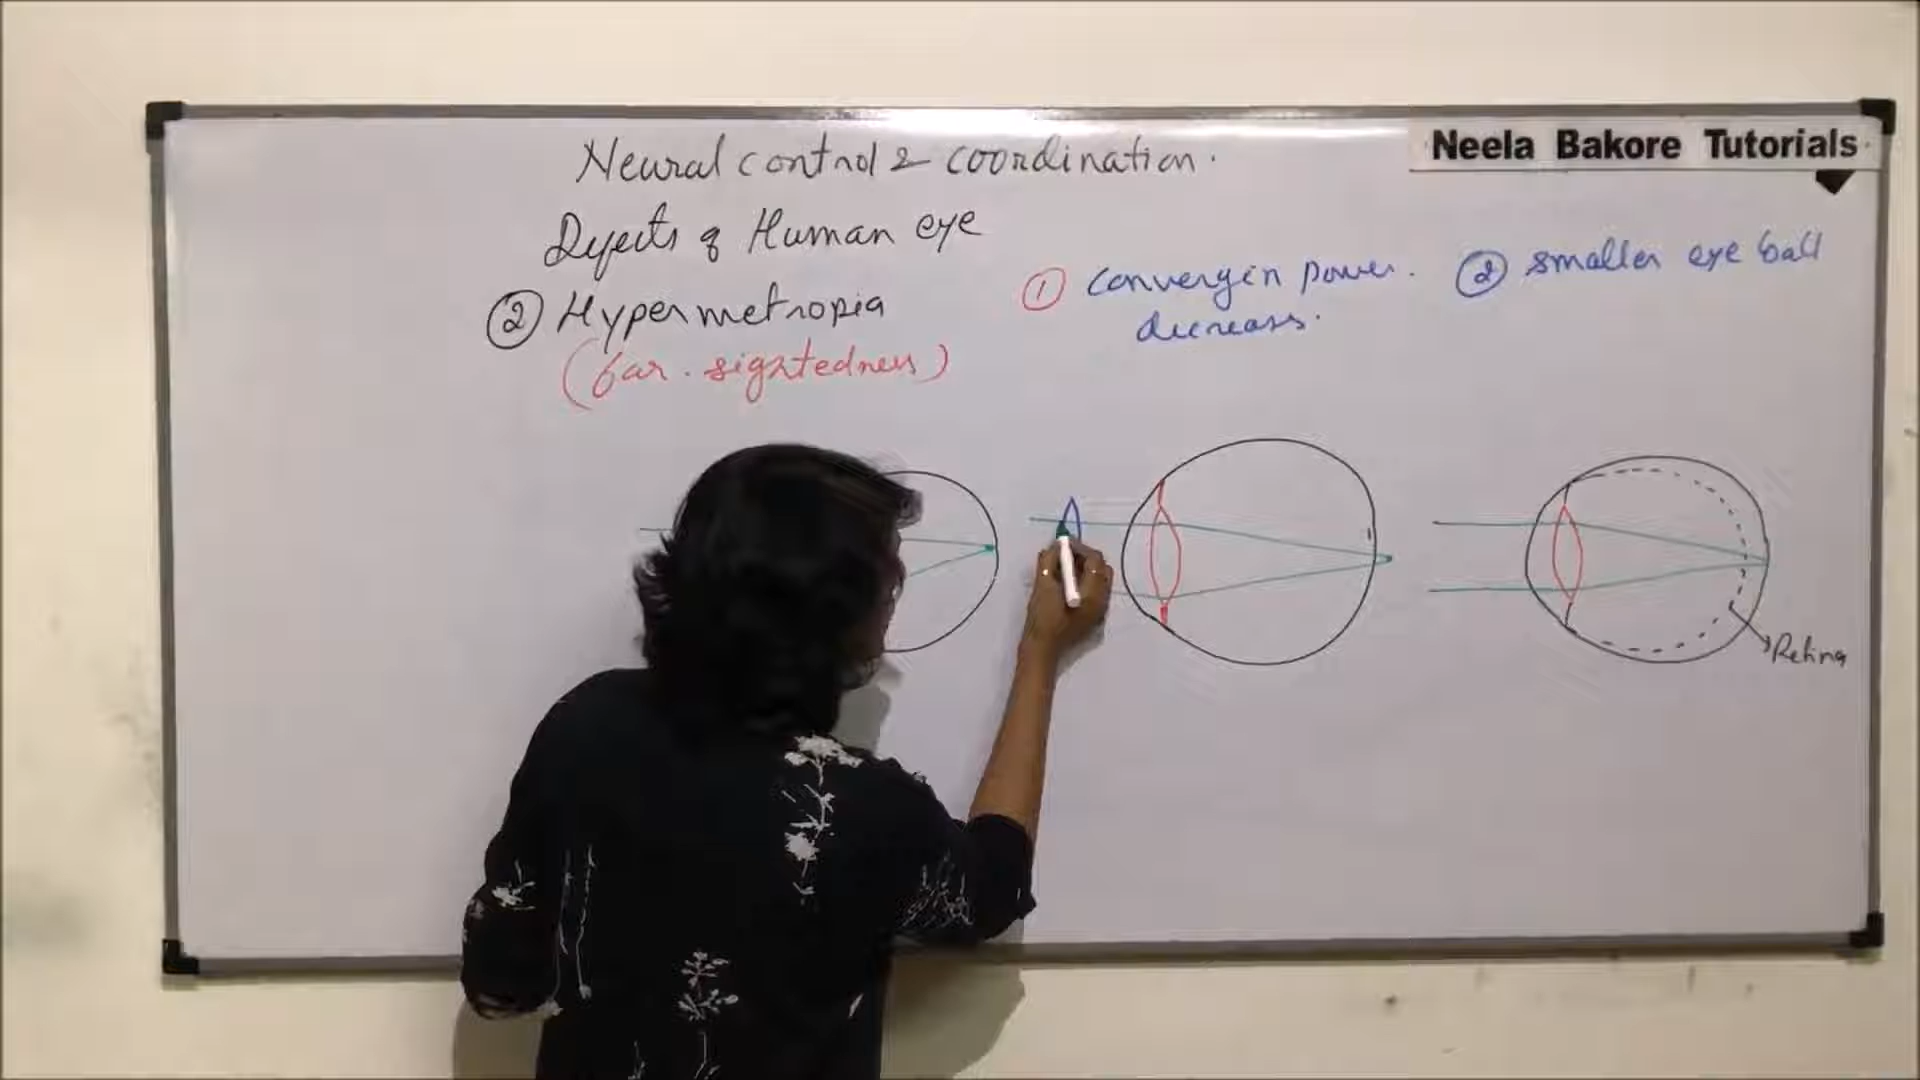 Neela Bakore Tutorials
Neural control & coordination.
Defects of Human eye
② Hypermetropia
(far. sightedness)
① convergin power.
decreases.
② smaller eye ball
Retina